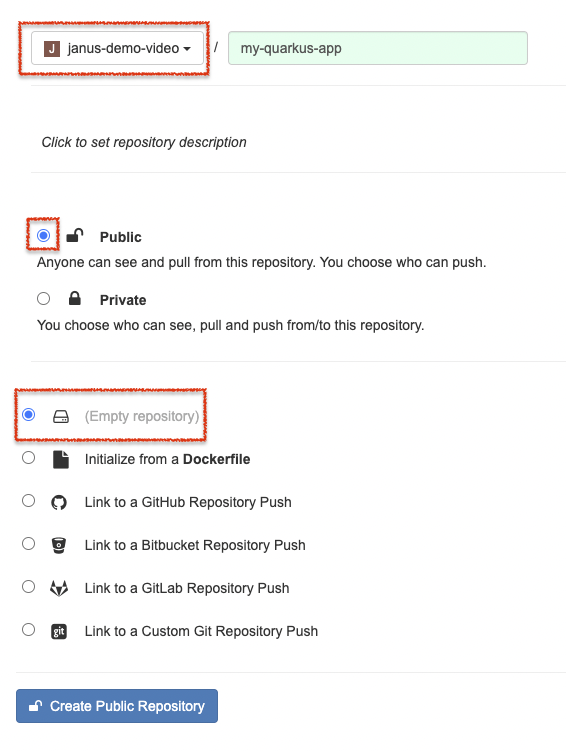 J janus-demo-video / my-quarkus-app
Click to set repository description
Public
Anyone can see and pull from this repository. You choose who can push.
Private
You choose who can see, pull and push from/to this repository.
(Empty repository)
Initialize from a Dockerfile
Link to a GitHub Repository Push
Link to a Bitbucket Repository Push
Link to a GitLab Repository Push
git Link to a Custom Git Repository Push
Create Public Repository